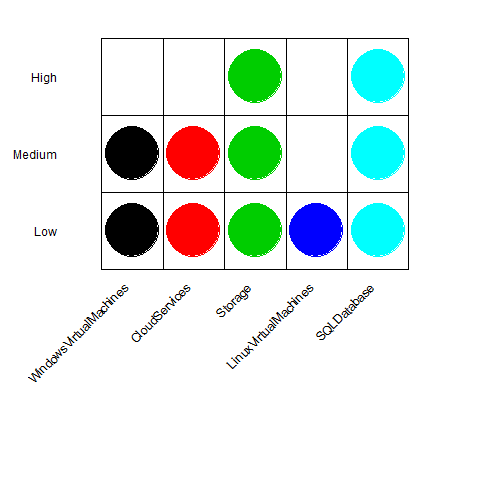 High
Medium
Low
WindowsVirtualMachines
CloudServices
Storage
LinuxVirtualMachines
SQLDatabase